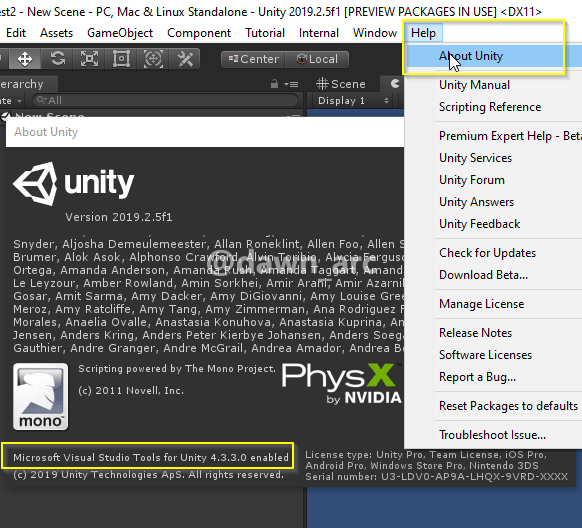 est2 - New Scene - PC, Mac & Linux Standalone - Unity 2019.2.5f1 [PREVIEW PACKAGES IN USE] <DX11>
Edit Assets GameObject Component Tutorial Internal Window Help
Center Local
ierarchy
Scene
ate All
Display 1
New Scene
About Unity
unity
Version 2019.2.5f1
Snyder, Aljosha Demeulemeester, Allan Roneklint, Allen Foo, Allen S
Brumer, Alok Asok, Alphonso Crawford, Alvin Toribio, Alycia Fergus
Ortega, Amanda Anderson, Amanda Rush, Amanda Taggart, Amanda
Le Leyzour, Amber Rowland, Amin Sorkhei, Amir Aram, Amir Azarnil
Gosar, Amit Sarma, Amy Dacker, Amy DiGiovanni, Amy Louise Gree
Meroz, Amy Ratcliffe, Amy Tang, Amy Zimmerman, Ana Rodriguez F
Morales, Anaelia Ovalle, Anastasia Konuhova, Anastasia Kuprina,
Jensen, Anders Kring, Anders Peter Kierbye Johansen, Anders Soega
Gauthier, Andre Granger, Andre McGrail, Andrea Amador, Andrea Bo
@dawn_arc
mono
Scripting powered by The Mono Project.
(c) 2011 Novell, Inc.
PhysX
by NVIDIA
Microsoft Visual Studio Tools for Unity 4.3.3.0 enabled
(c) 2019 Unity Technologies ApS. All rights reserved.
License type: Unity Pro, Team License, iOS Pro,
Android Pro, Windows Store Pro, Nintendo 3DS
Serial number: U3-LDV0-AP9A-LHQX-9VRD-XXXX
About Unity
Unity Manual
Scripting Reference
Premium Expert Help - Beta
Unity Services
Unity Forum
Unity Answers
Unity Feedback
Check for Updates
Download Beta...
Manage License
Release Notes
Software Licenses
Report a Bug...
Reset Packages to defaults
Troubleshoot Issue...